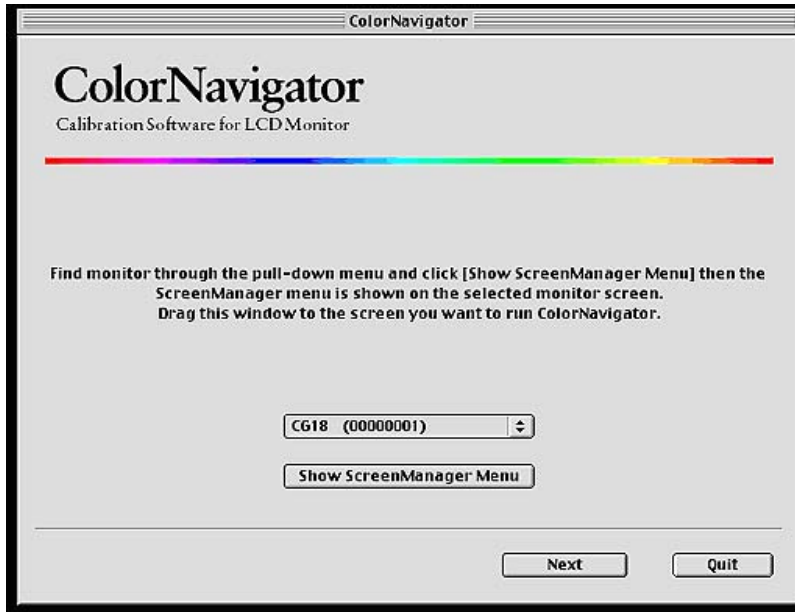 ColorNavigator
ColorNavigator
Calibration Software for LCD Monitor
Find monitor through the pull-down menu and click [Show ScreenManager Menu] then the
ScreenManager menu is shown on the selected monitor screen.
Drag this window to the screen you want to run ColorNavigator.
CG18 (00000001)
Show ScreenManager Menu
Next Quit